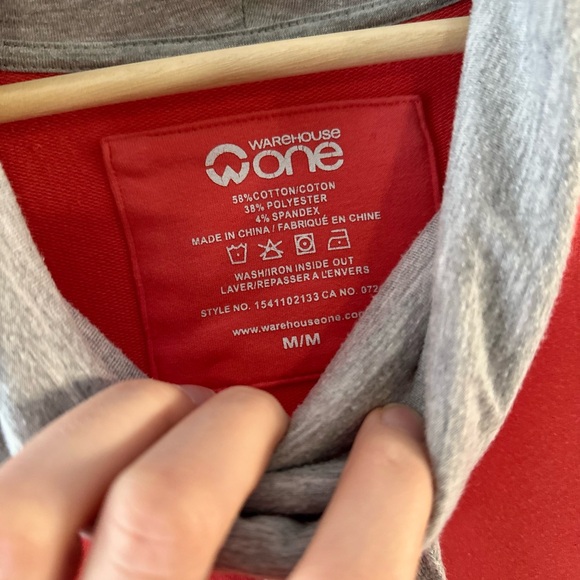 WAREHOUSE
one
58%COTTON/COTON
38% POLYESTER
4% SPANDEX
MADE IN CHINA / FABRIQUÉ EN CHINE
WASH/IRON INSIDE OUT
LAVER/REPASSER A L'ENVERS
STYLE NO. 1541102133 CA NO. 072
www.warehouseone.com
M/M